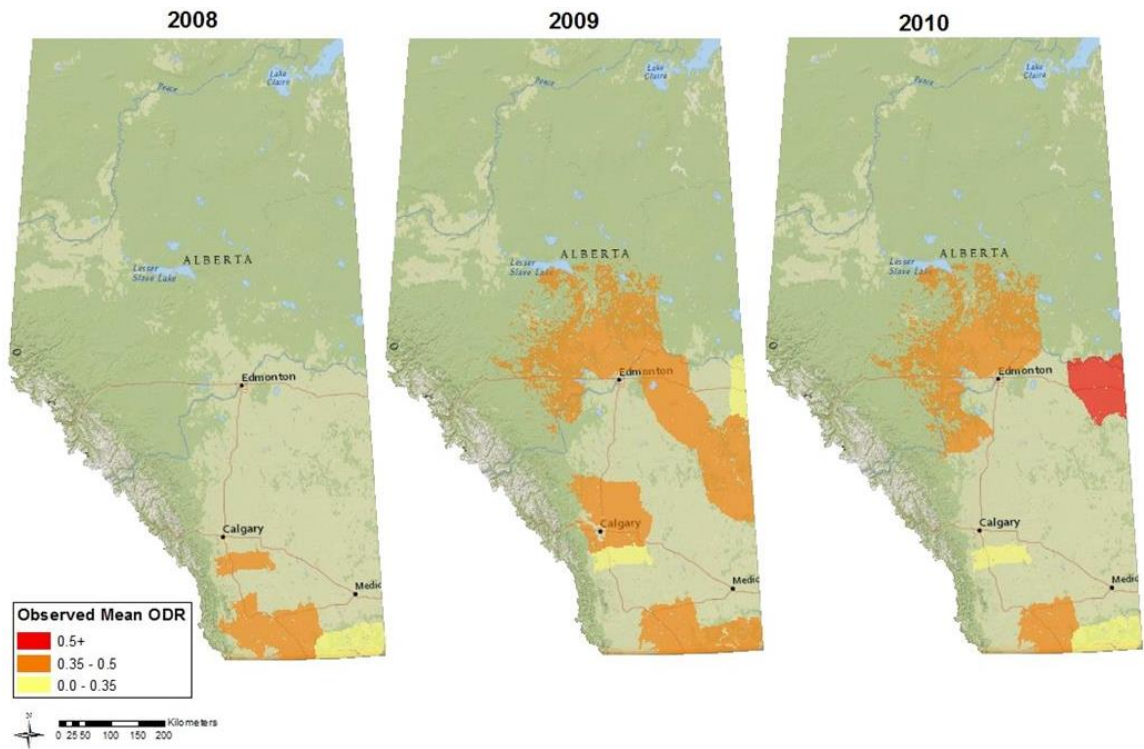 2008
2009
2010
Lake
Claire
Peace
ALBERTA
Lesser
Slave Lake
Edmonton
Calgary
Medic
Lake
Claire
Peace
ALBERTA
Lesser
Slave Lake
Edmonton
Calgary
Medic
Lake
Claire
Peace
ALBERTA
Lesser
Slave Lake
Edmonton
Calgary
Medic
Observed Mean ODR
0.5+
0.35 - 0.5
0.0 - 0.35
N
Kilometers
0 25 50 100 150 200